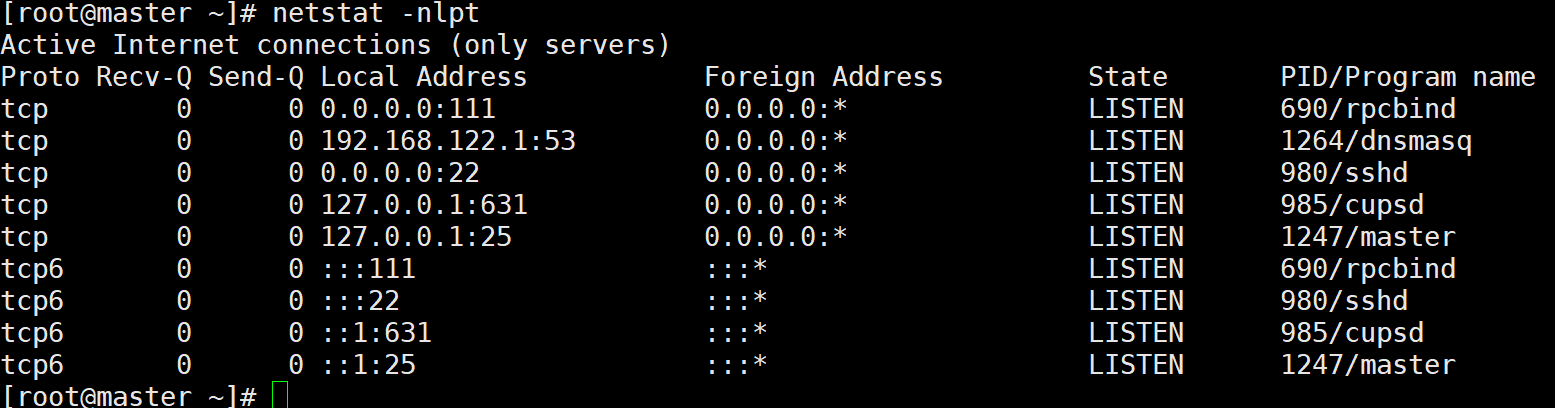 [root@master ~]# netstat -nlpt
Active Internet connections (only servers)
Proto Recv-Q Send-Q Local Address           Foreign Address         State       PID/Program name
tcp        0      0 0.0.0.0:111             0.0.0.0:*               LISTEN      690/rpcbind
tcp        0      0 192.168.122.1:53        0.0.0.0:*               LISTEN      1264/dnsmasq
tcp        0      0 0.0.0.0:22              0.0.0.0:*               LISTEN      980/sshd
tcp        0      0 127.0.0.1:631           0.0.0.0:*               LISTEN      985/cupsd
tcp        0      0 127.0.0.1:25            0.0.0.0:*               LISTEN      1247/master
tcp6       0      0 :::111                  :::*                    LISTEN      690/rpcbind
tcp6       0      0 :::22                   :::*                    LISTEN      980/sshd
tcp6       0      0 ::1:631                 :::*                    LISTEN      985/cupsd
tcp6       0      0 ::1:25                  :::*                    LISTEN      1247/master
[root@master ~]#